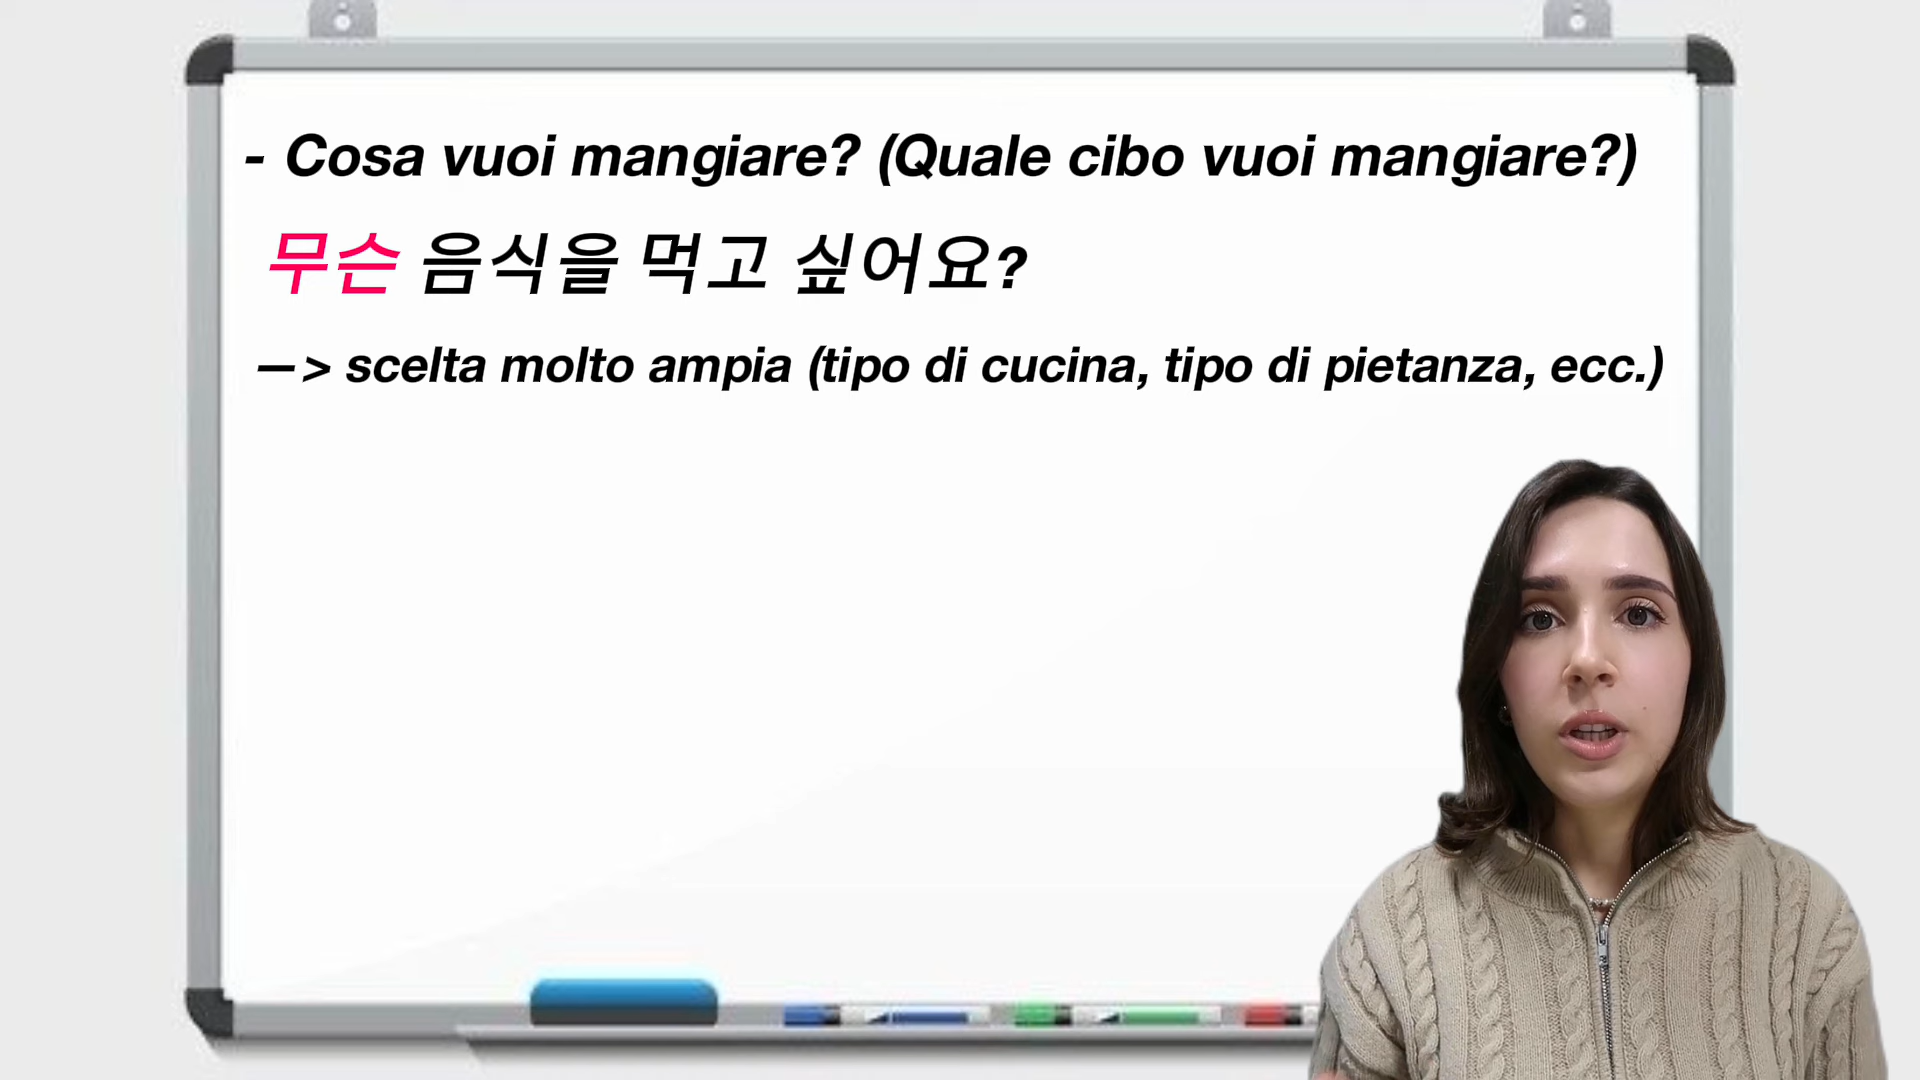 - Cosa vuoi mangiare? (Quale cibo vuoi mangiare?)
무슨 음식을 먹고 싶어요?
—> scelta molto ampia (tipo di cucina, tipo di pietanza, ecc.)